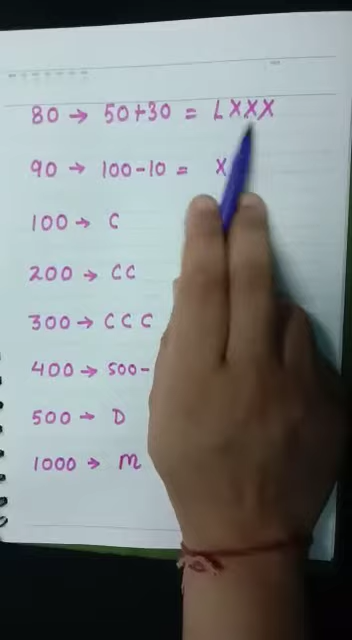 80 → 50+30 = LXXX
90 → 100-10 = X
100 → C
200 → CC
300 → CCC
400 → 500-
500 → D
1000 → M